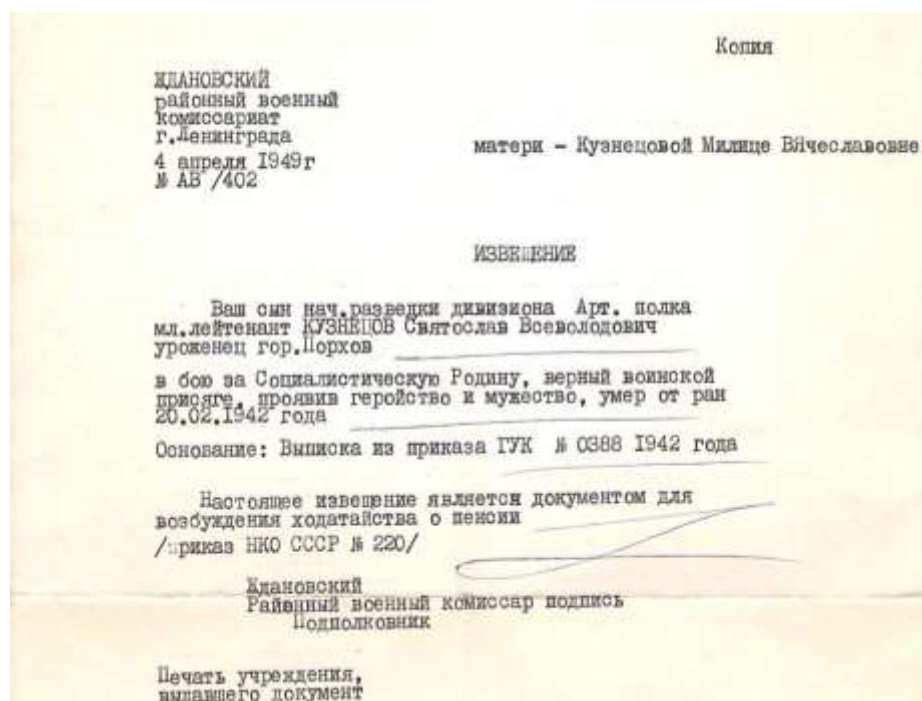 Копия
ЖДАНОВСКИЙ
районный военный
комиссариат
г.Ленинграда
4 апреля 1949г
№ АВ /402
матери – Кузнецовой Милице ВЯчеславовне
ИЗВЕЩЕНИЕ
Ваш сын нач.разведки дивизиона Арт. полка
мл.лейтенант КУЗНЕЦОВ Святослав Всеволодович
уроженец гор.Порхов
в бою за Социалистическую Родину, верный воинской
присяге, проявив геройство и мужество, умер от ран
20.02.1942 года
Основание: Выписка из приказа ГУК № 0388 1942 года
Настоящее извещение является документом для
возбуждения ходатайства о пенсии
/приказ НКО СССР № 220/
Ждановский
Районный военный комиссар подпись
Подполковник
Печать учреждения,
выдавшего документ